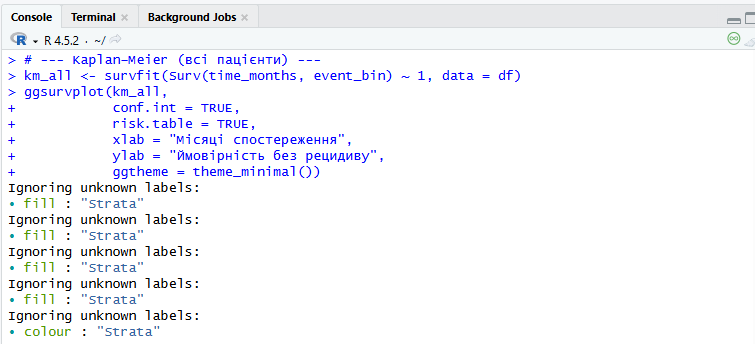 Console Terminal Background Jobs
R 4.5.2 · ~/
> # --- Kaplan-Meier (всі пацієнти) ---
> km_all <- survfit(Surv(time_months, event_bin) ~ 1, data = df)
> ggsurvplot(km_all,
+ conf.int = TRUE,
+ risk.table = TRUE,
+ xlab = "Місяці спостереження",
+ ylab = "Ймовірність без рецидиву",
+ ggtheme = theme_minimal())
Ignoring unknown labels:
• fill : "Strata"
Ignoring unknown labels:
• fill : "Strata"
Ignoring unknown labels:
• fill : "Strata"
Ignoring unknown labels:
• fill : "Strata"
Ignoring unknown labels:
• colour : "Strata"